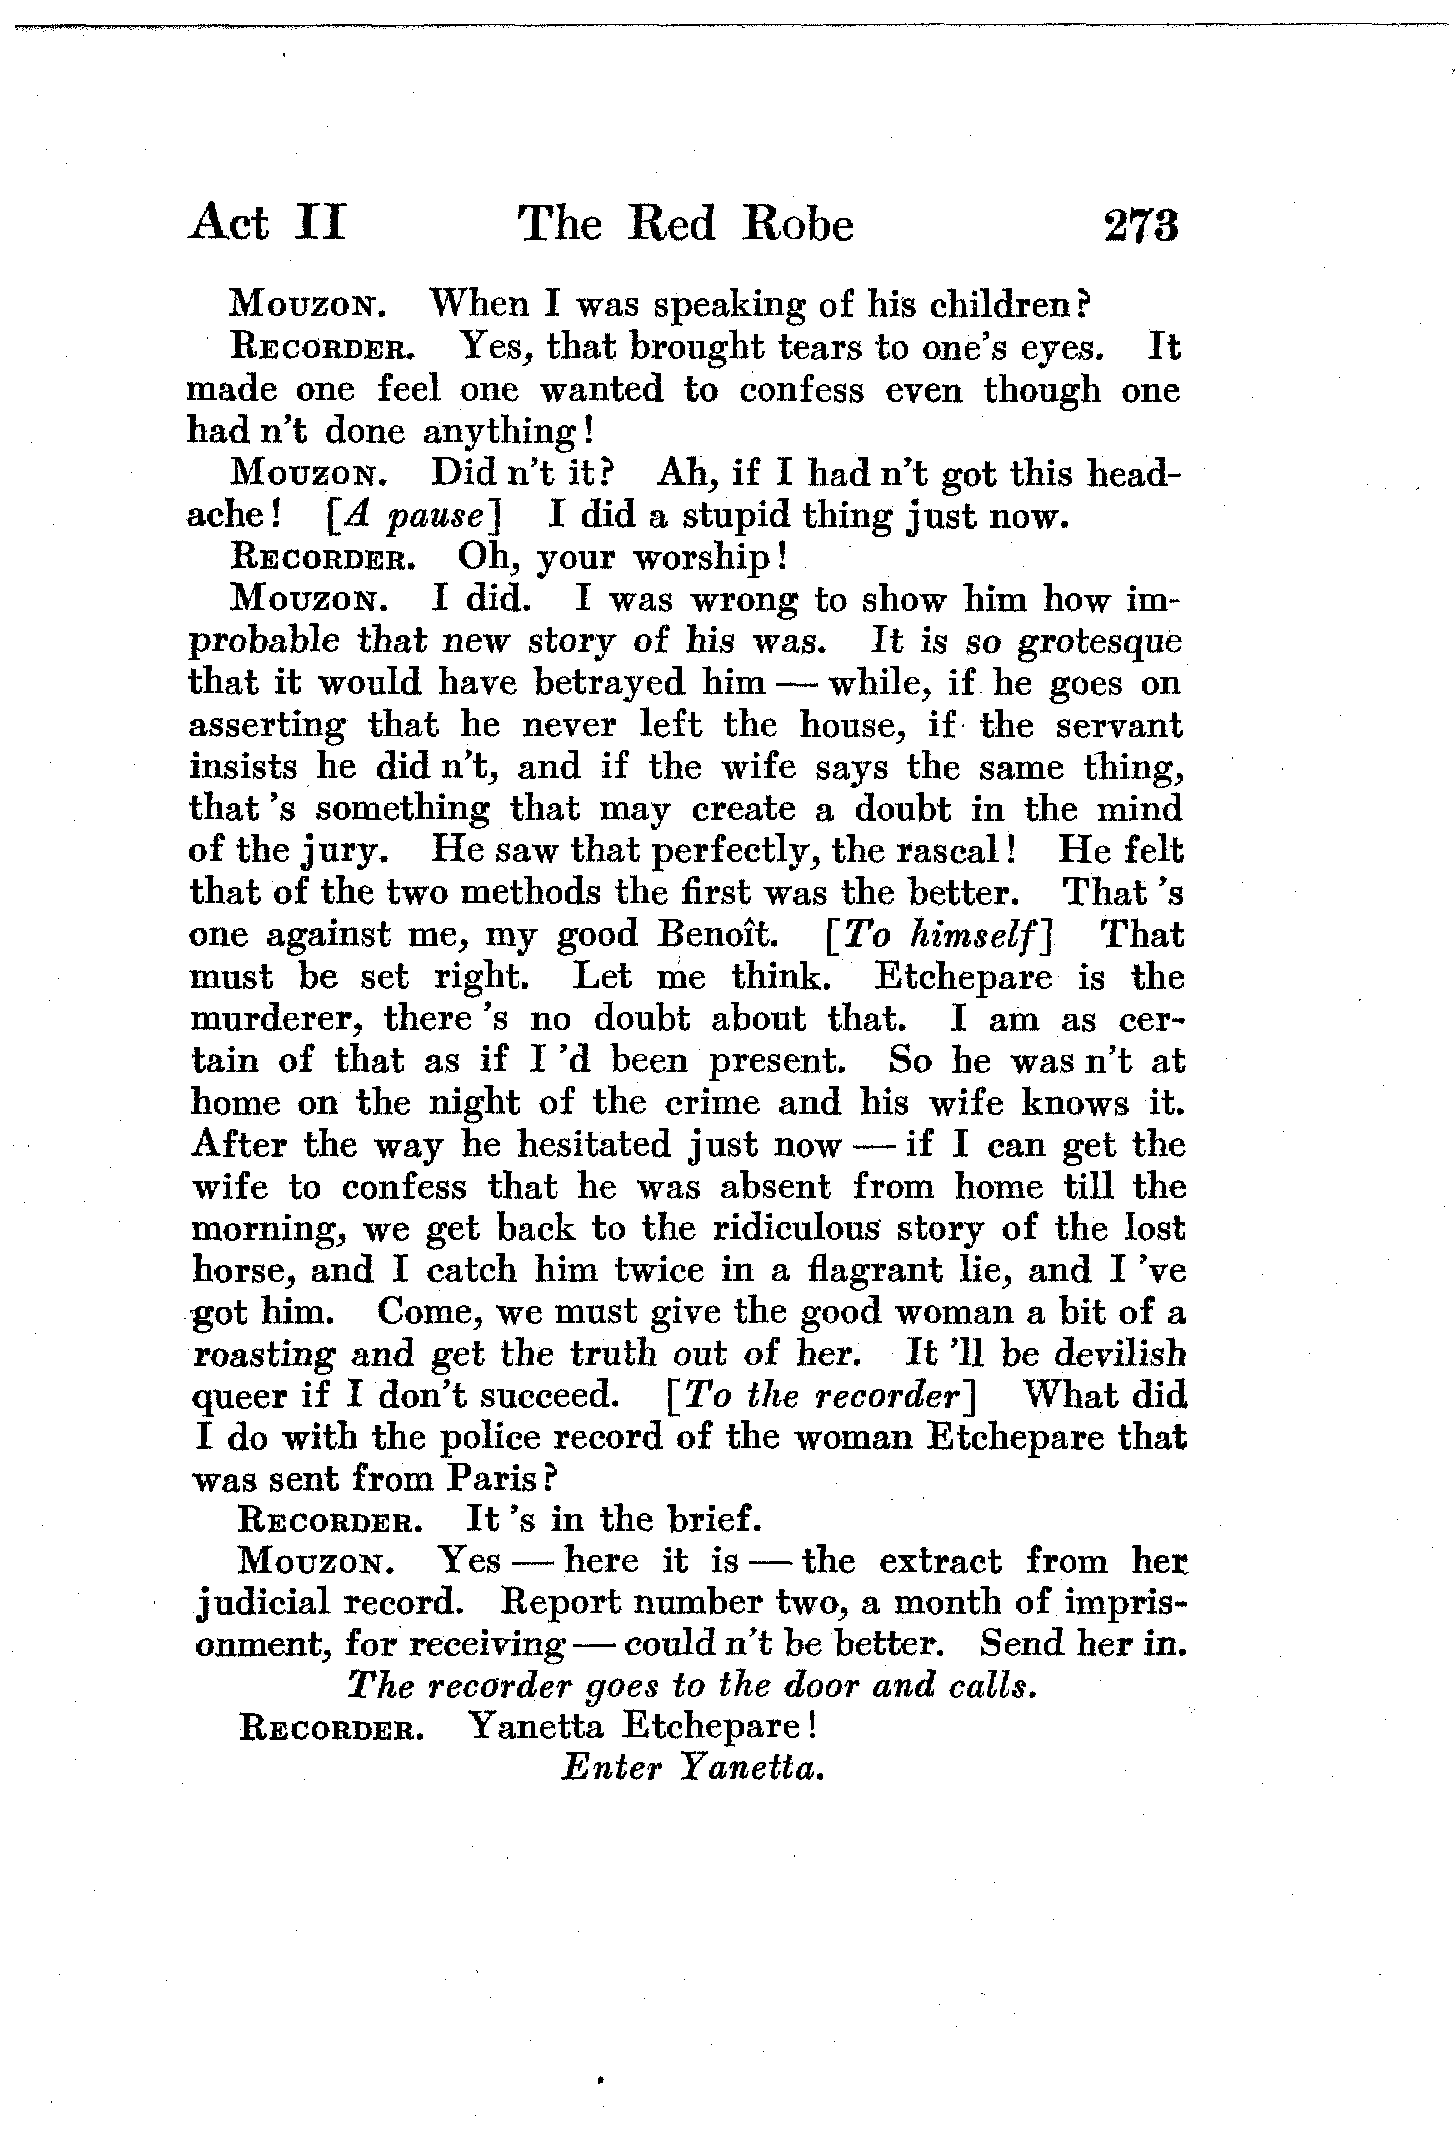 Act II The Red Robe 273
MOUZON. When I was speaking of his children?
RECORDER. Yes, that brought tears to one's eyes. It
made one feel one wanted to confess even though one
had n't done anything!
MOUZON. Did n't it? Ah, if I had n't got this head-
ache! [A pause] I did a stupid thing just now.
RECORDER. Oh, your worship!
MOUZON. I did. I was wrong to show him how im-
probable that new story of his was. It is so grotesque
that it would have betrayed him — while, if he goes on
asserting that he never left the house, if the servant
insists he did n't, and if the wife says the same thing,
that 's something that may create a doubt in the mind
of the jury. He saw that perfectly, the rascal! He felt
that of the two methods the first was the better. That 's
one against me, my good Benoît. [To himself] That
must be set right. Let me think. Etchepare is the
murderer, there 's no doubt about that. I am as cer-
tain of that as if I 'd been present. So he was n't at
home on the night of the crime and his wife knows it.
After the way he hesitated just now — if I can get the
wife to confess that he was absent from home till the
morning, we get back to the ridiculous story of the lost
horse, and I catch him twice in a flagrant lie, and I 've
got him. Come, we must give the good woman a bit of a
roasting and get the truth out of her. It 'll be devilish
queer if I don't succeed. [To the recorder] What did
I do with the police record of the woman Etchepare that
was sent from Paris?
RECORDER. It 's in the brief.
MOUZON. Yes — here it is — the extract from her
judicial record. Report number two, a month of impris-
onment, for receiving — could n't be better. Send her in.
The recorder goes to the door and calls.
RECORDER. Yanetta Etchepare!
Enter Yanetta.